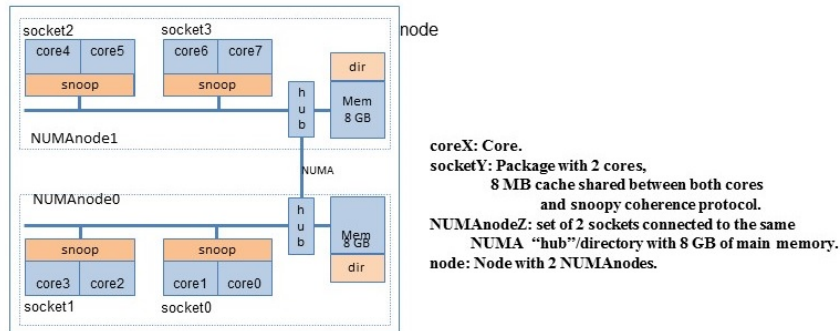 node
socket2 socket3
core4 core5 core6 core7
snoop snoop
dir
hub
Mem
8 GB
NUMAnode1
NUMA
NUMAnode0
hub
Mem
8 GB
snoop snoop
dir
core3 core2 core1 core0
socket1 socket0
coreX: Core.
socketY: Package with 2 cores,
8 MB cache shared between both cores
and snoopy coherence protocol.
NUMAnodeZ: set of 2 sockets connected to the same
NUMA “hub”/directory with 8 GB of main memory.
node: Node with 2 NUMAnodes.